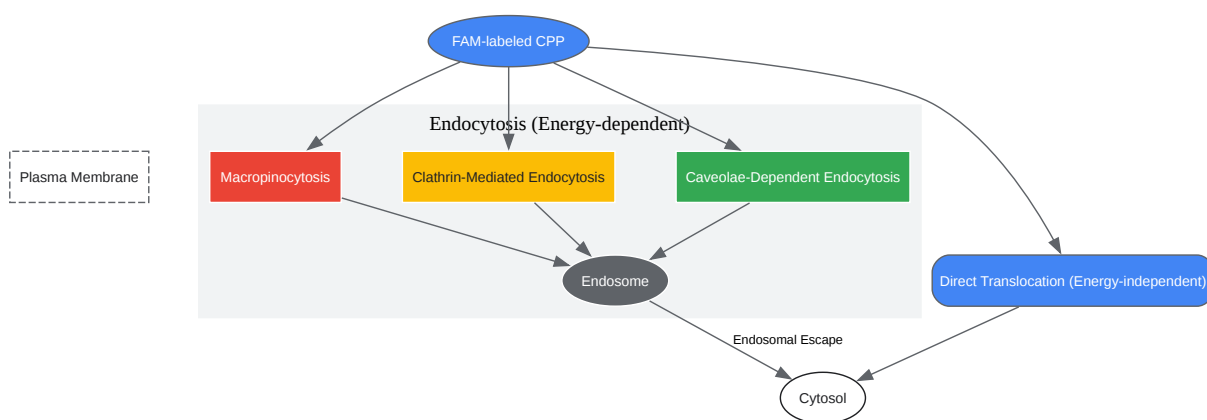 FAM-labeled CPP
Endocytosis (Energy-dependent)
Plasma Membrane
Macropinocytosis
Clathrin-Mediated Endocytosis
Caveolae-Dependent Endocytosis
Endosome
Direct Translocation (Energy-independent)
Endosomal Escape
Cytosol